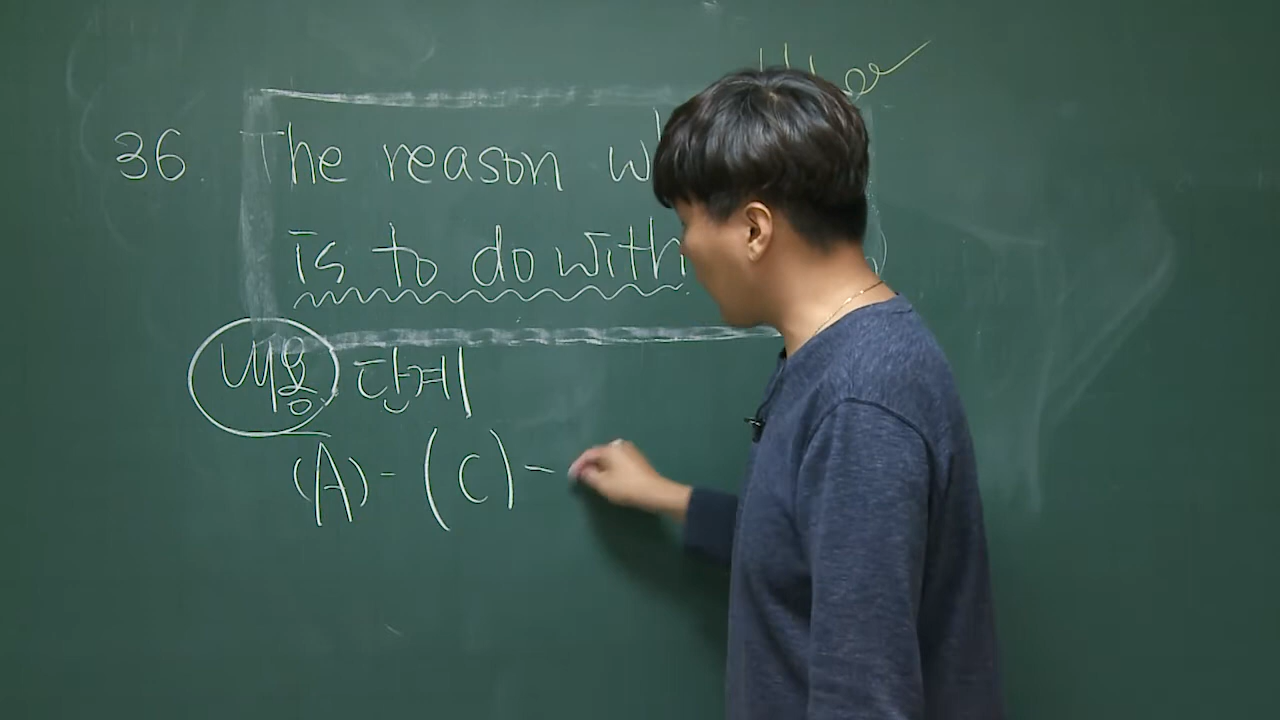 36. The reason
is to do with
내용 단계
(A) - (C) -